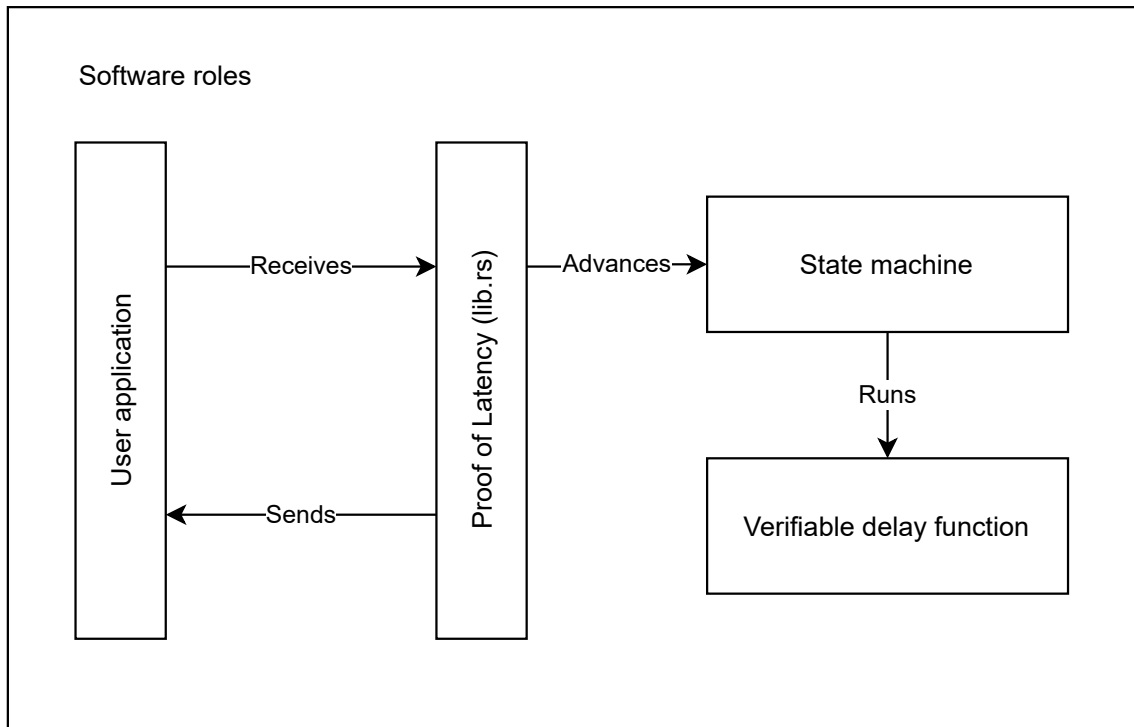 Software roles
User application
Receives
Sends
Proof of Latency (lib.rs)
Advances
State machine
Runs
Verifiable delay function